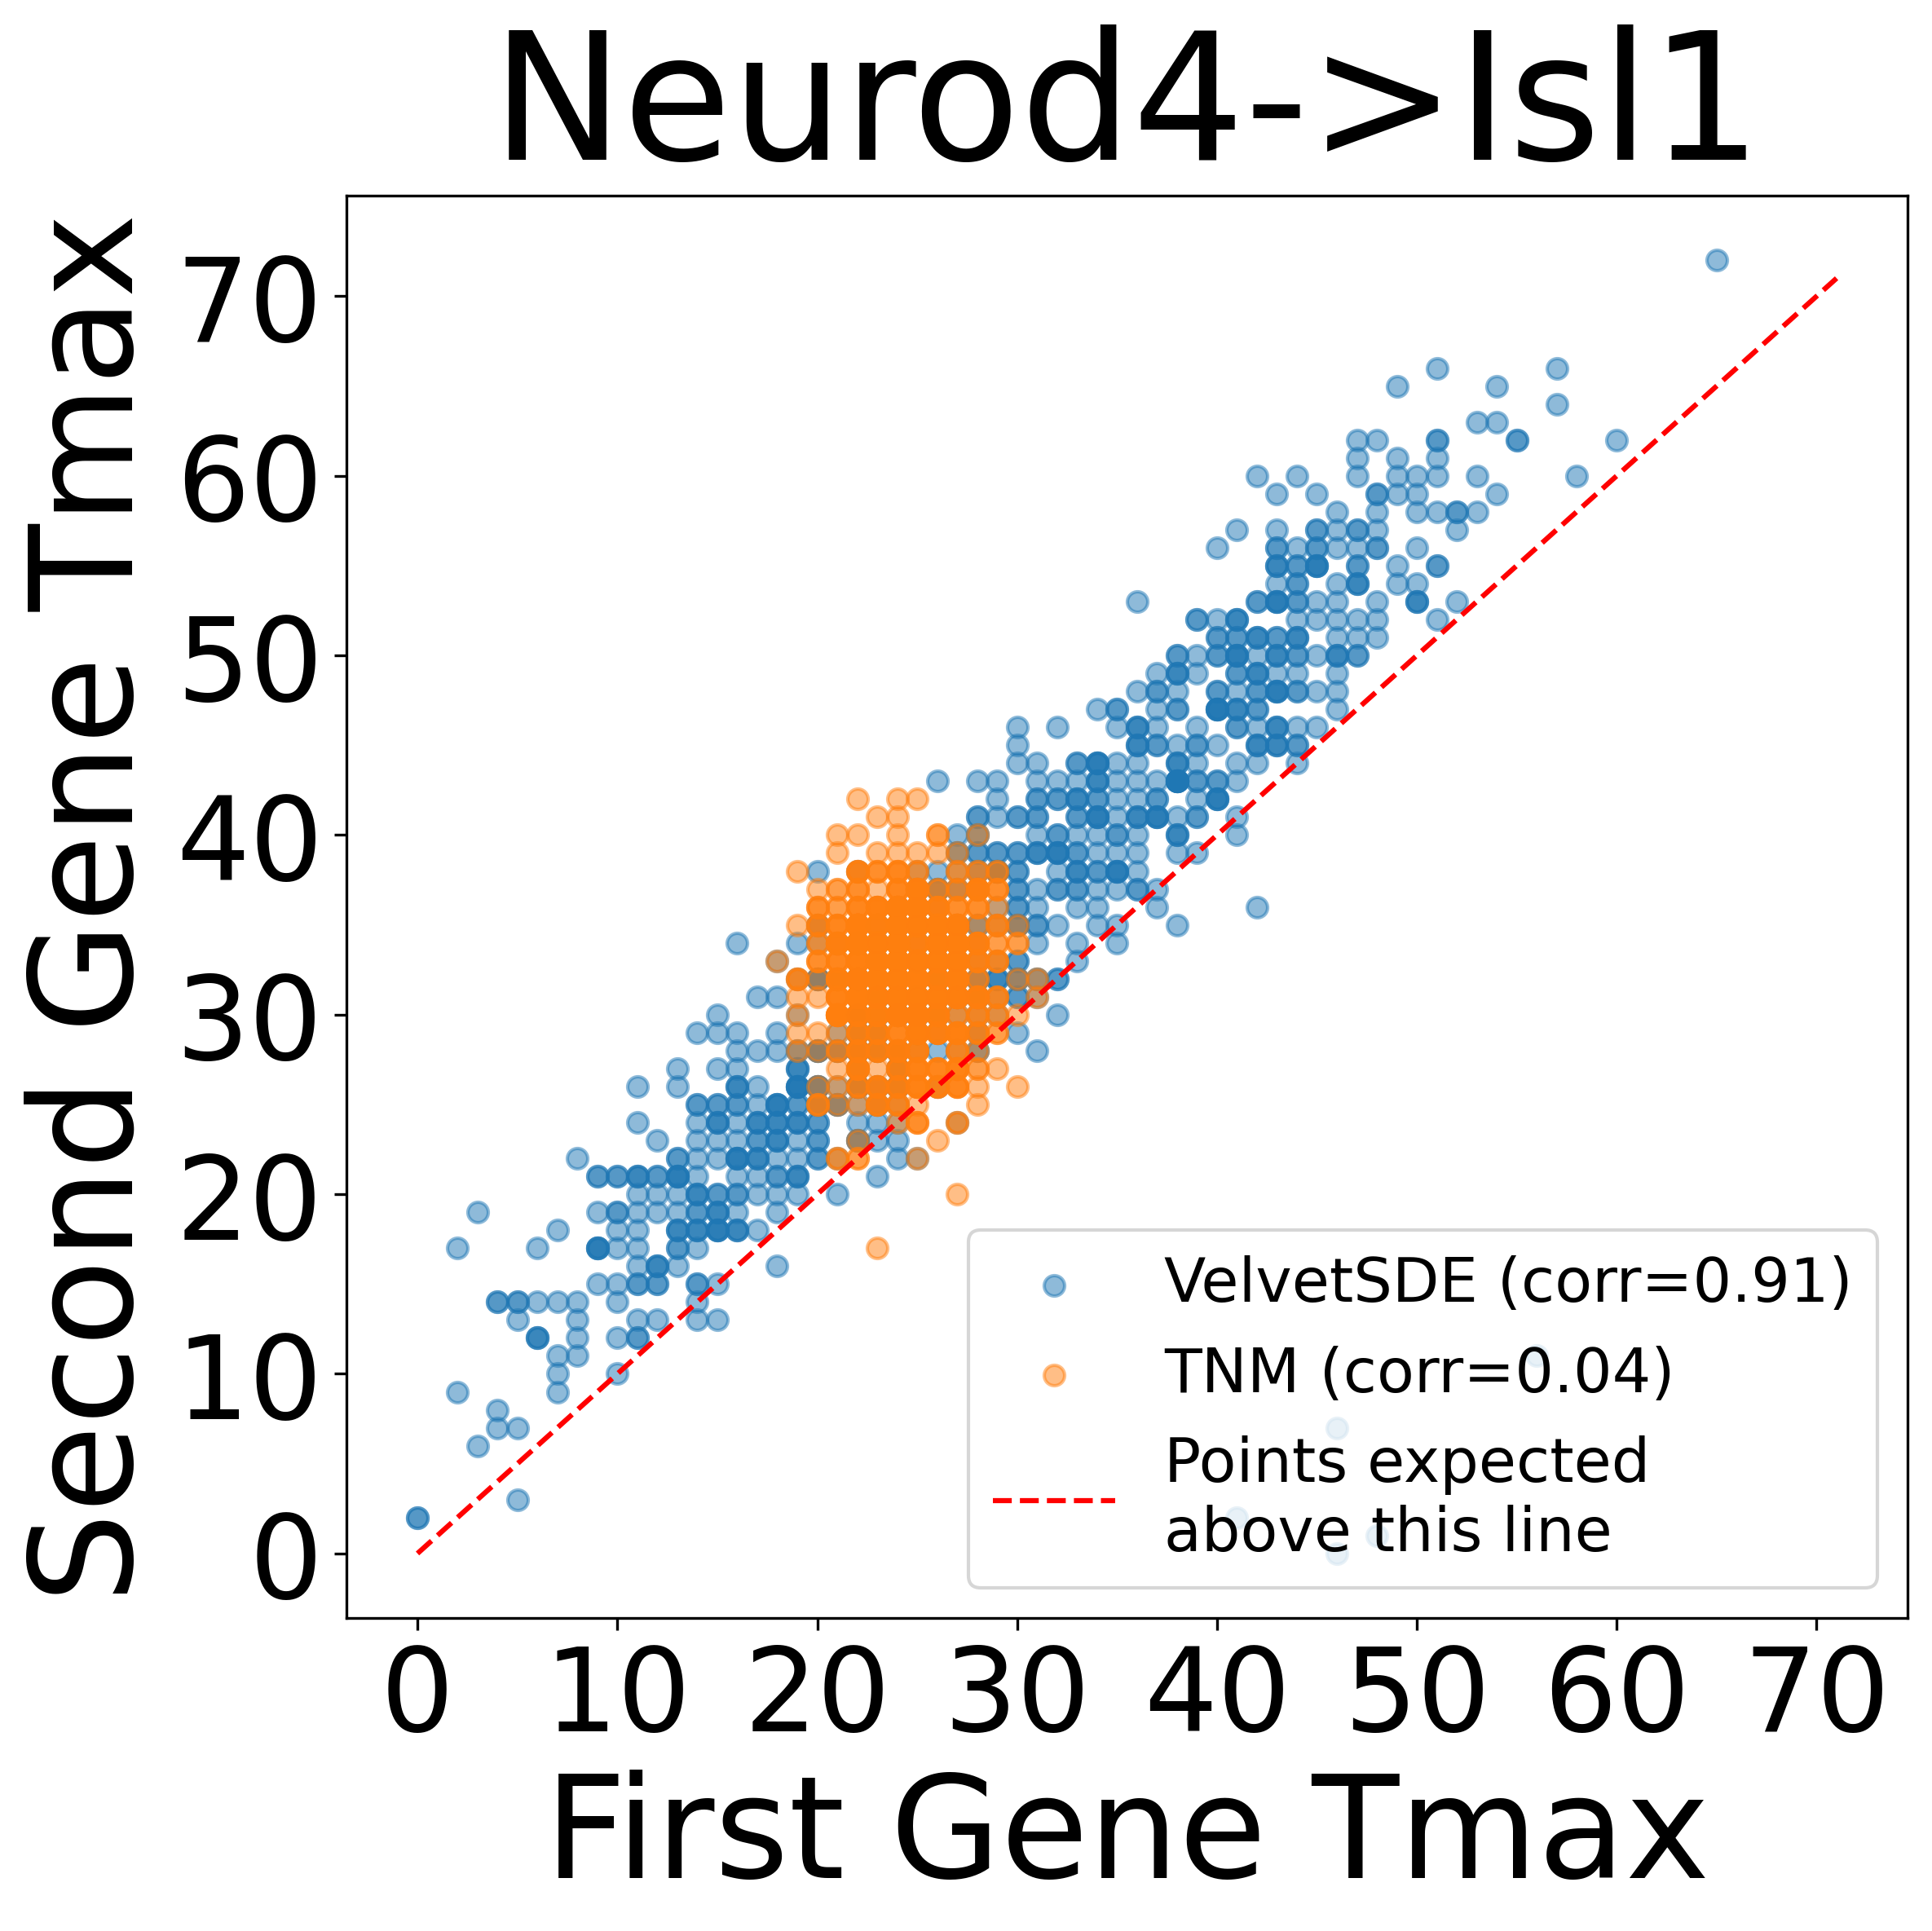 Neurod4->Isl1
Second Gene Tmax
70
60
50
40
30
20
10
0
VelvetSDE (corr=0.91)
TNM (corr=0.04)
Points expected
above this line
0 10 20 30 40 50 60 70
First Gene Tmax